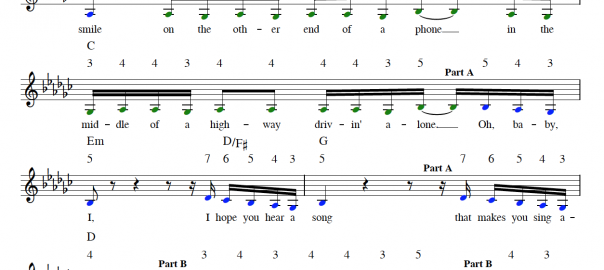 smile on the oth - er end of a phone in the
C
3 4 4 3 4 4 4 4 3 5 5 4 3
Part A
mid - dle of a high - way driv - in' a - lone. Oh, ba - by,
Em D/F♯ G
5 7 6 5 4 3 5 7 6 5 4 3
Part A
I, I hope you hear a song that makes you sing a -
D
4 3 4 3 4 4 3 5 4 3
Part B Part B